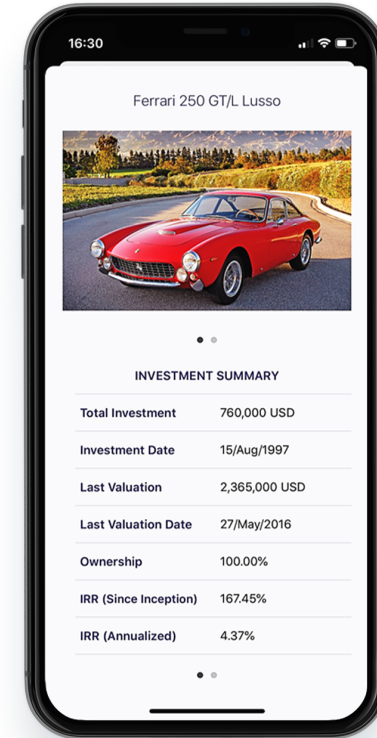 16:30
Ferrari 250 GT/L Lusso
INVESTMENT SUMMARY
Total Investment 760,000 USD
Investment Date 15/Aug/1997
Last Valuation 2,365,000 USD
Last Valuation Date 27/May/2016
Ownership 100.00%
IRR (Since Inception) 167.45%
IRR (Annualized) 4.37%